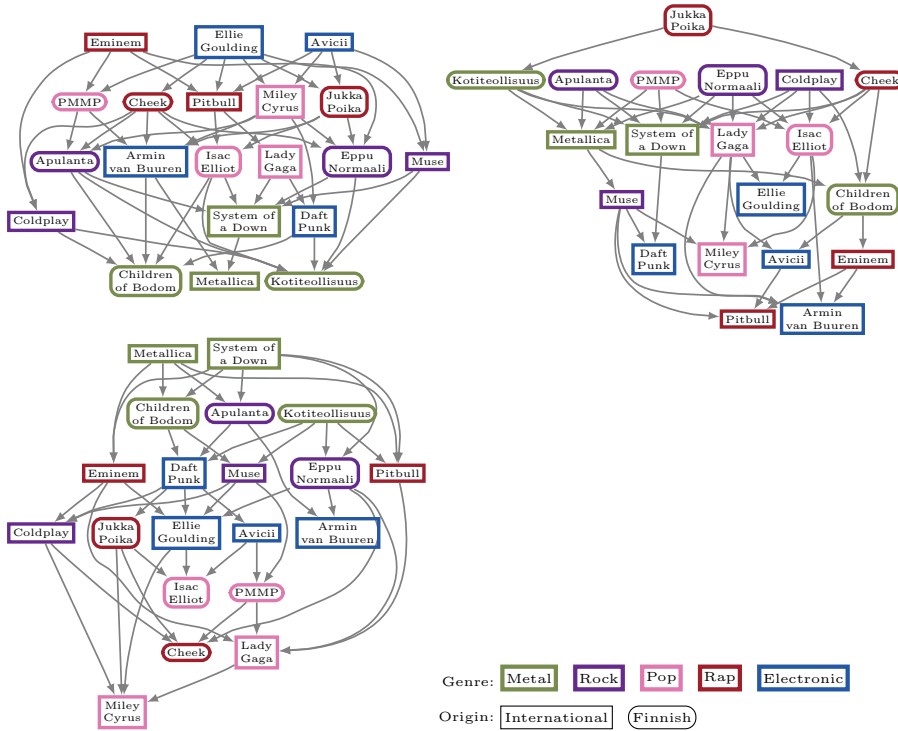 Eminem
Ellie
Goulding
Avicii
PMMP
Cheek
Pitbull
Miley
Cyrus
Jukka
Poika
Apulanta
Armin
van Buuren
Isac
Elliot
Lady
Gaga
Eppu
Normaali
Muse
Coldplay
System of
a Down
Daft
Punk
Children
of Bodom
Metallica
Kotiteollisuus
Jukka
Poika
Kotiteollisuus
Apulanta
PMMP
Eppu
Normaali
Coldplay
Cheek
Metallica
System of
a Down
Lady
Gaga
Isac
Elliot
Muse
Ellie
Goulding
Children
of Bodom
Daft
Punk
Miley
Cyrus
Avicii
Eminem
Pitbull
Armin
van Buuren
Metallica
System of
a Down
Children
of Bodom
Apulanta
Kotiteollisuus
Eminem
Daft
Punk
Muse
Eppu
Normaali
Pitbull
Coldplay
Jukka
Poika
Ellie
Goulding
Avicii
Armin
van Buuren
Isac
Elliot
PMMP
Cheek
Lady
Gaga
Miley
Cyrus
Genre: Metal Rock Pop Rap Electronic
Origin: International Finnish